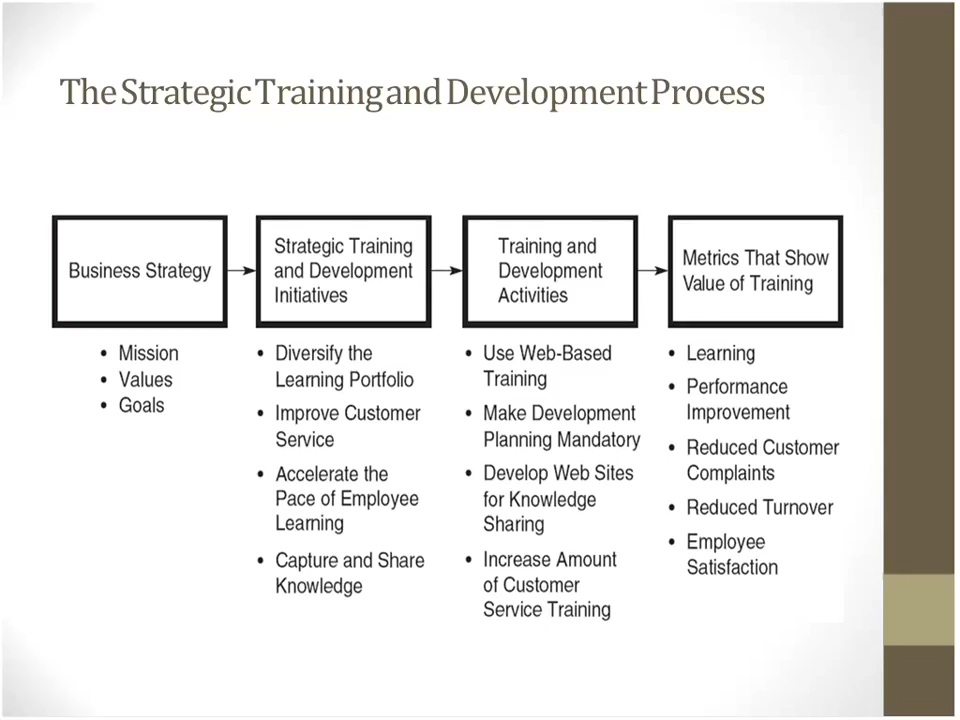 The Strategic Training and Development Process
Business Strategy
• Mission
• Values
• Goals
Strategic Training
and Development
Initiatives
• Diversify the
Learning Portfolio
• Improve Customer
Service
• Accelerate the
Pace of Employee
Learning
• Capture and Share
Knowledge
Training and
Development
Activities
• Use Web-Based
Training
• Make Development
Planning Mandatory
• Develop Web Sites
for Knowledge
Sharing
• Increase Amount
of Customer
Service Training
Metrics That Show
Value of Training
• Learning
• Performance
Improvement
• Reduced Customer
Complaints
• Reduced Turnover
• Employee
Satisfaction